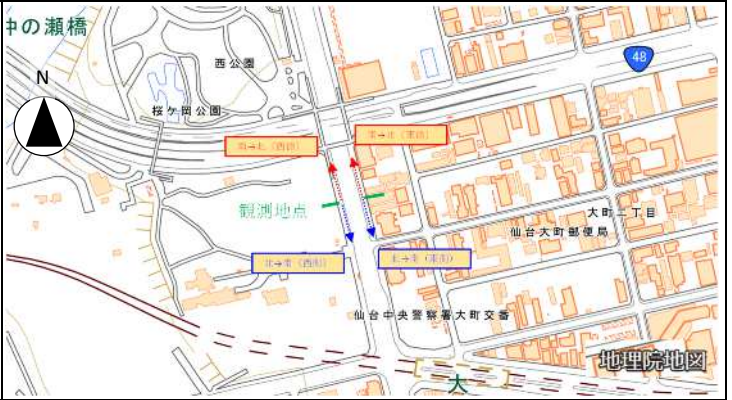 中の瀬橋
西公園
48
N
桜ケ岡公園
南→北（西側）
南→北（東側）
観測地点
大町二丁目
仙台大町郵便局
北→南（西側）
北→南（東側）
仙台中央警察署大町交番
地理院地図
大